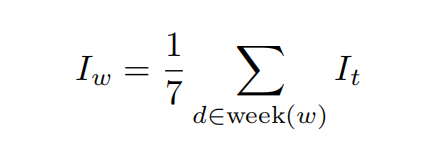 I_w = \frac{1}{7} \sum_{d \in \text{week}(w)} I_t